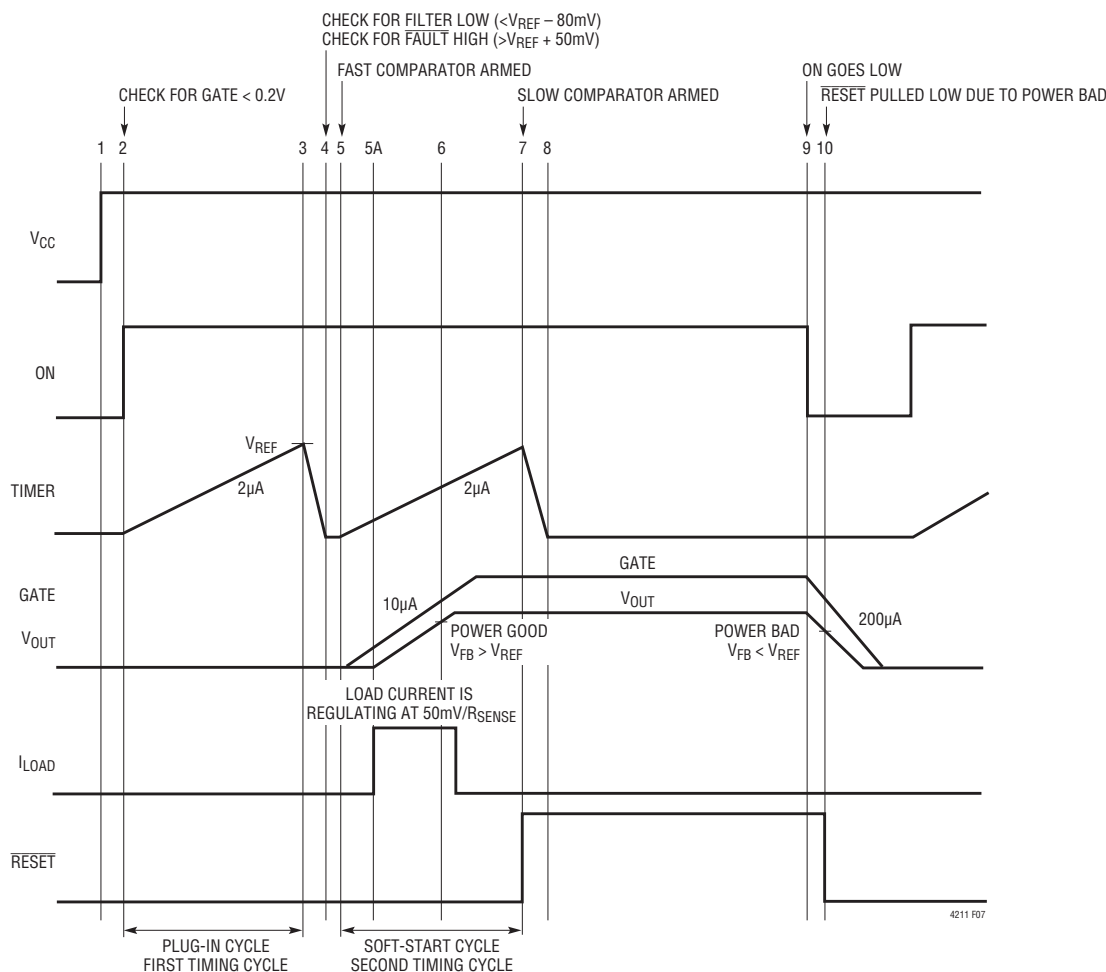 CHECK FOR FILTER LOW (<VREF – 80mV)
CHECK FOR FAULT HIGH (>VREF + 50mV)
FAST COMPARATOR ARMED
ON GOES LOW
CHECK FOR GATE < 0.2V
SLOW COMPARATOR ARMED
RESET PULLED LOW DUE TO POWER BAD
1 2 3 4 5 5A 6 7 8 9 10
VCC
ON
VREF
TIMER
2µA
2µA
GATE
GATE
10µA
VOUT
200µA
VOUT
POWER GOOD
VFB > VREF
POWER BAD
VFB < VREF
LOAD CURRENT IS
REGULATING AT 50mV/RSENSE
ILOAD
RESET
4211 F07
PLUG-IN CYCLE
FIRST TIMING CYCLE
SOFT-START CYCLE
SECOND TIMING CYCLE